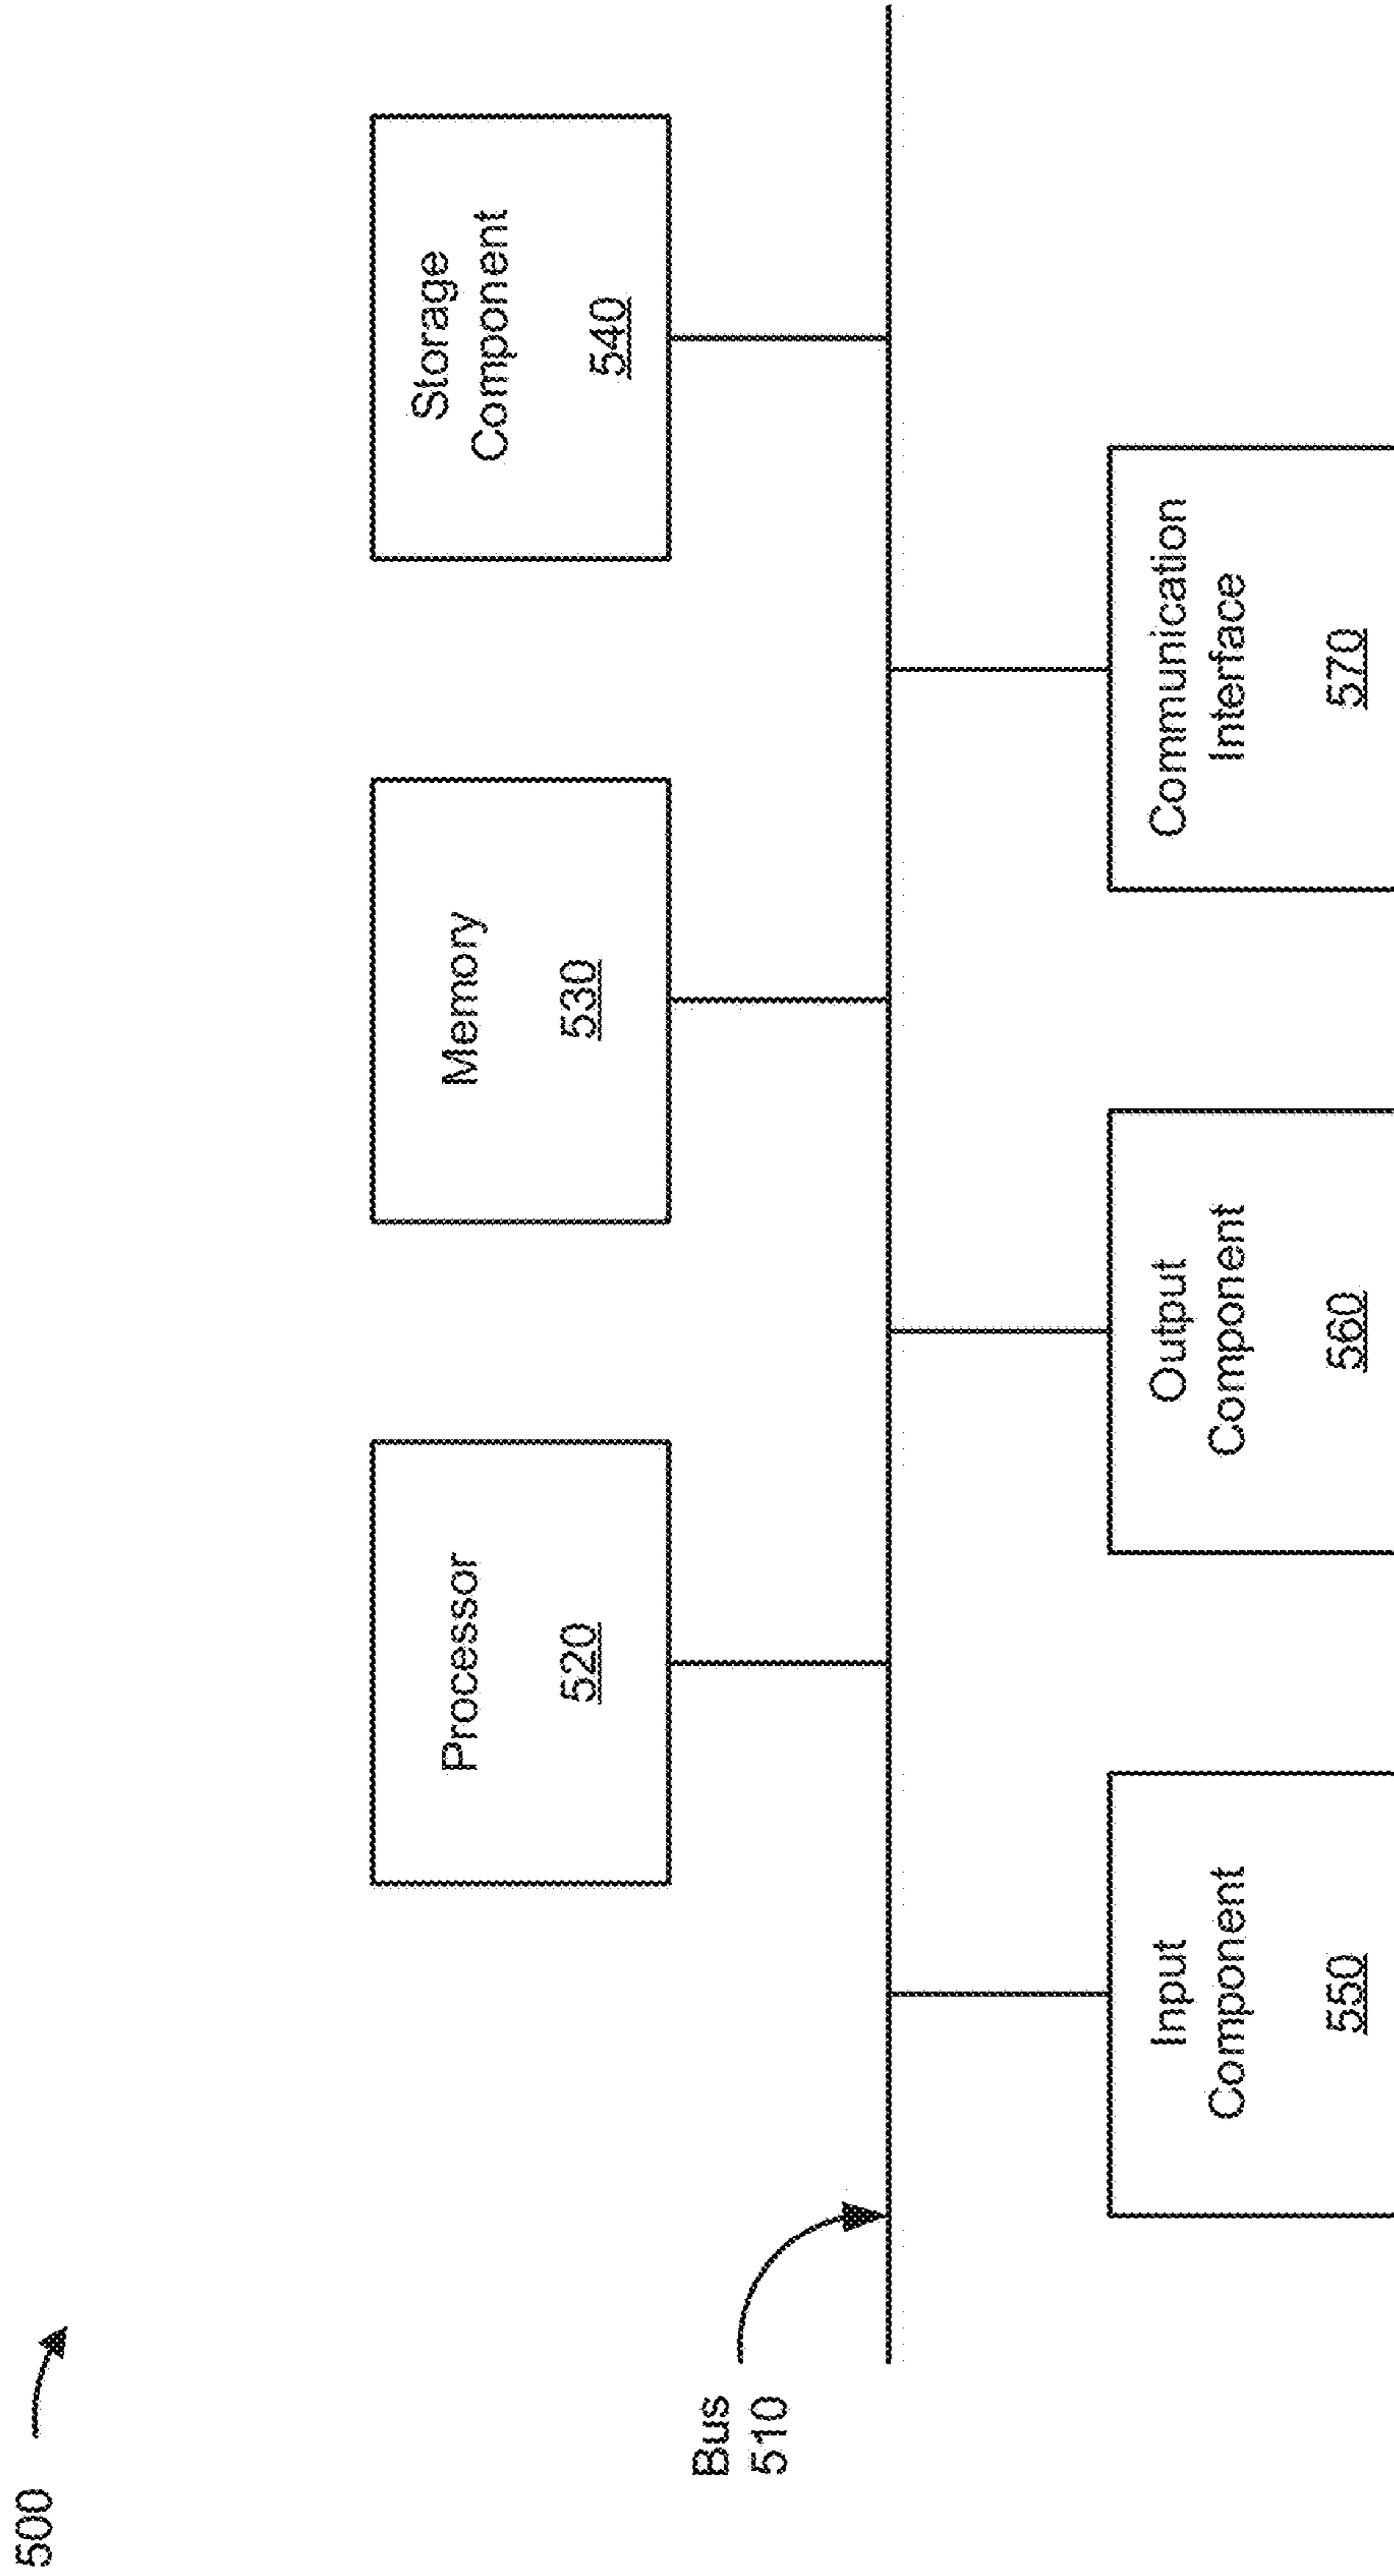 500
Processor
520
Memory
530
Storage
Component
540
Bus
510
Input
Component
550
Output
Component
560
Communication
Interface
570